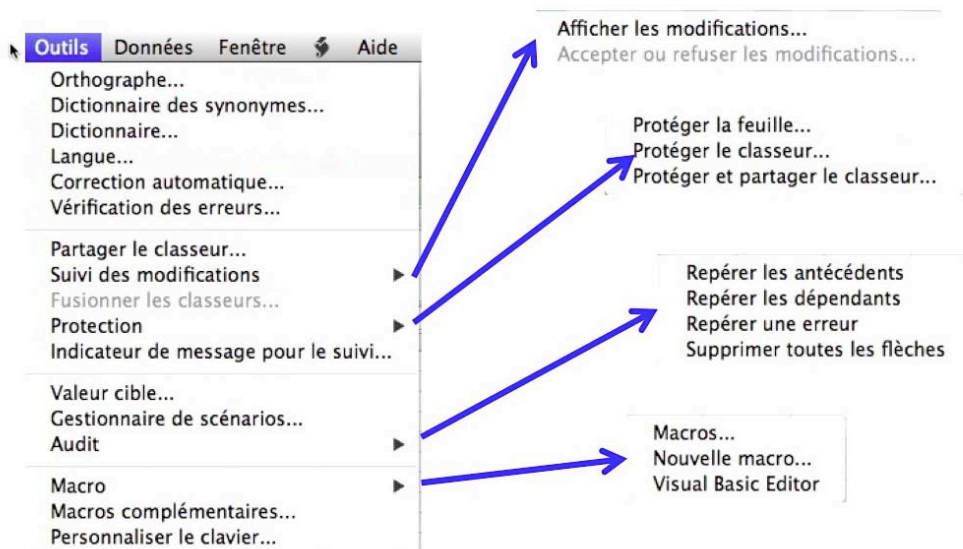 Outils Données Fenêtre Aide
Orthographe...
Dictionnaire des synonymes...
Dictionnaire...
Langue...
Correction automatique...
Vérification des erreurs...
Partager le classeur...
Suivi des modifications
Fusionner les classeurs...
Protection
Indicateur de message pour le suivi...
Valeur cible...
Gestionnaire de scénarios...
Audit
Macro
Macros complémentaires...
Personnaliser le clavier...
Afficher les modifications...
Accepter ou refuser les modifications...
Protéger la feuille...
Protéger le classeur...
Protéger et partager le classeur...
Repérer les antécédents
Repérer les dépendants
Repérer une erreur
Supprimer toutes les flèches
Macros...
Nouvelle macro...
Visual Basic Editor